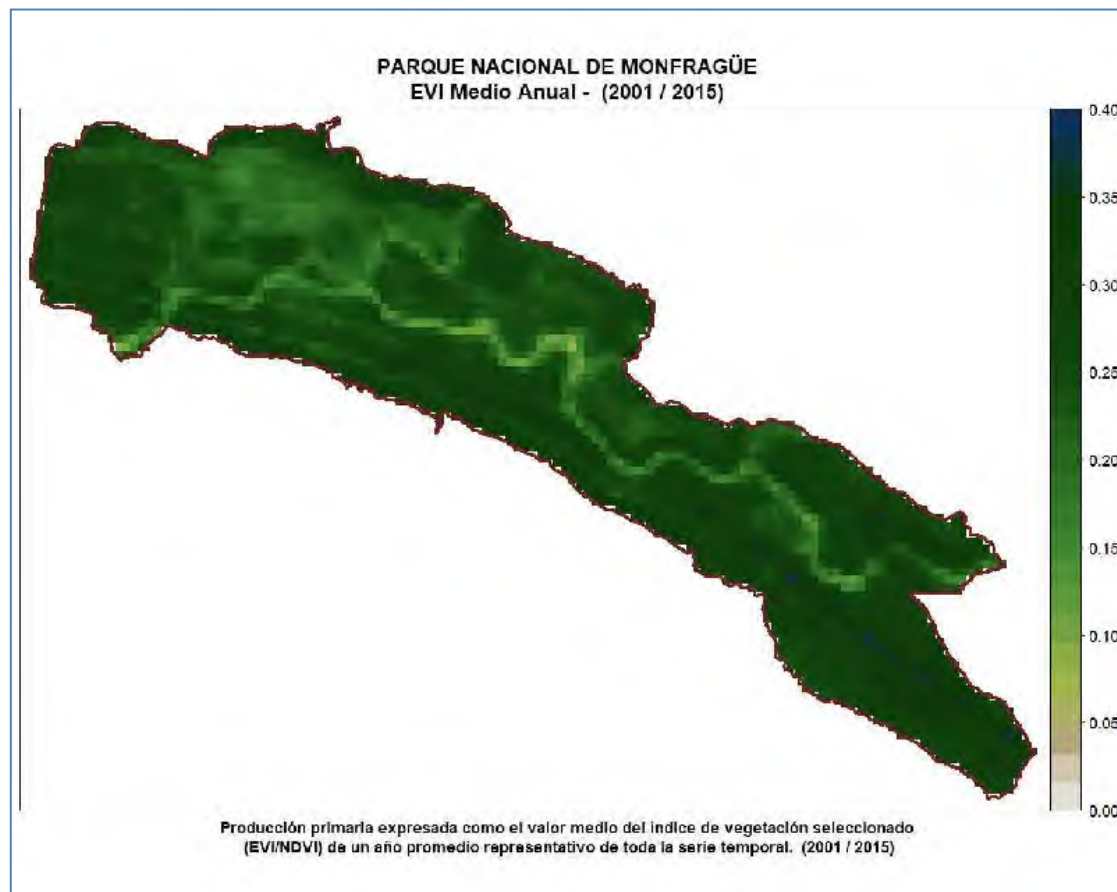 PARQUE NACIONAL DE MONFRAGÜE
EVI Medio Anual - (2001 / 2015)
0.40
0.35
0.30
0.25
0.20
0.15
0.10
0.05
0.00
Producción primaria expresada como el valor medio del índice de vegetación seleccionado
(EVI/NDVI) de un año promedio representativo de toda la serie temporal. (2001 / 2015)